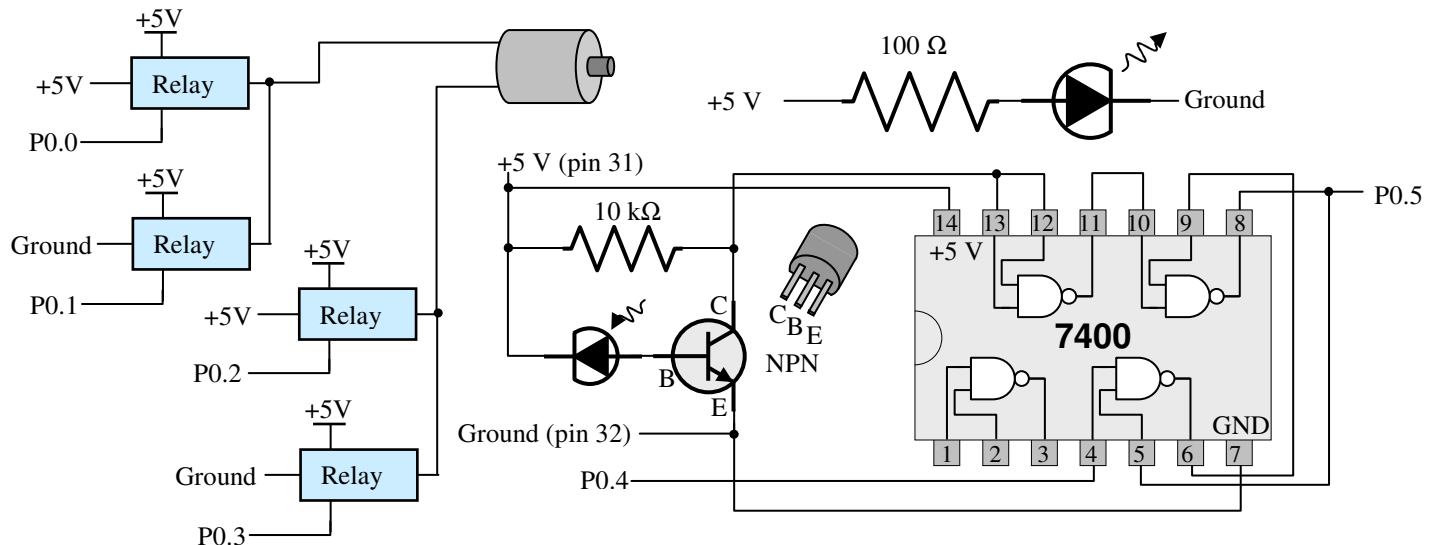 +5V
+5V
Relay
P0.0
+5V
Ground
Relay
P0.1
+5V
+5V
Relay
P0.2
+5V
Ground
Relay
P0.3
100 Ω
+5 V
Ground
+5 V (pin 31)
10 kΩ
C
B
E
C
B
E
NPN
Ground (pin 32)
P0.4
14
13
12
11
10
9
8
P0.5
+5 V
7400
GND
1
2
3
4
5
6
7